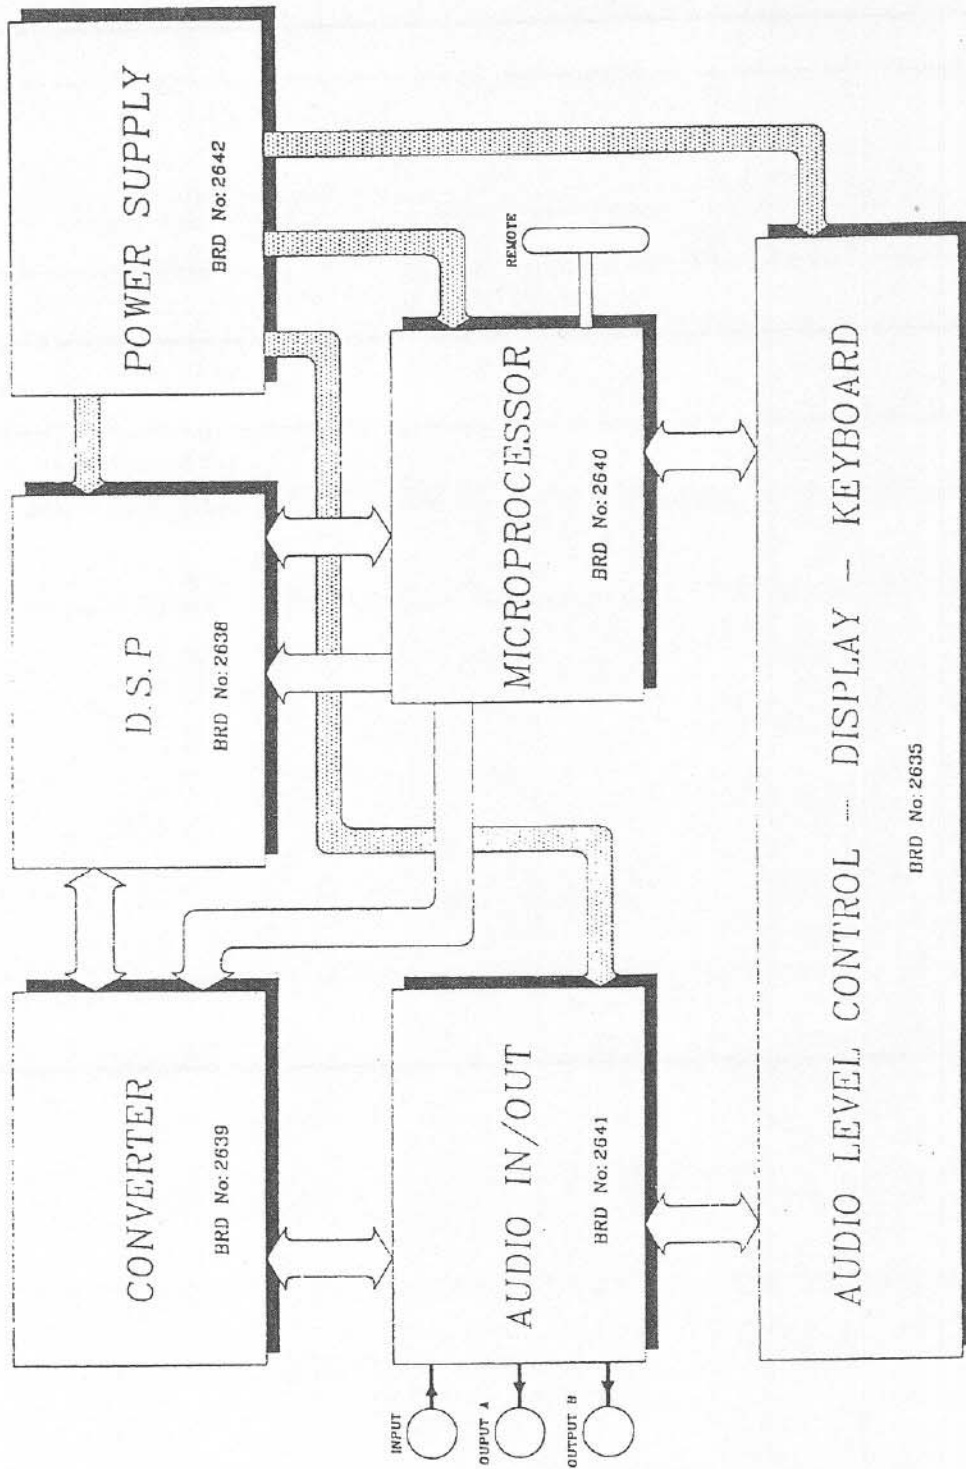 CONVERTER
BRD No: 2639
D.S.P
BRD No: 2638
POWER SUPPLY
BRD No: 2642
INPUT
OUPUT A
OUTPUT B
AUDIO IN/OUT
BRD No: 2641
MICROPROCESSOR
BRD No: 2640
REMOTE
AUDIO LEVEL CONTROL - DISPLAY - KEYBOARD
BRD No: 2635